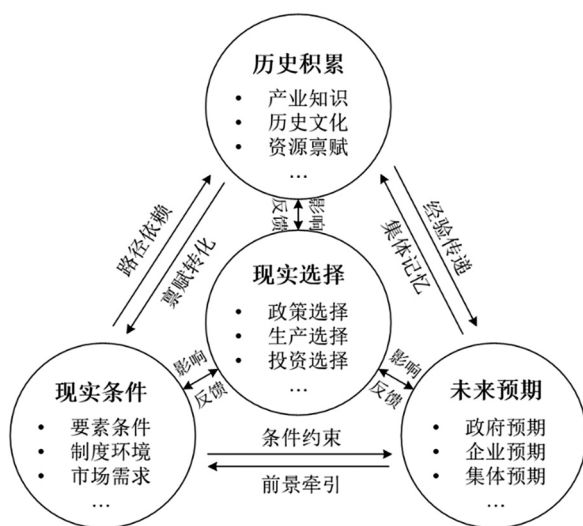 历史积累
• 产业知识
• 历史文化
• 资源禀赋
…
路径依赖
禀赋转化
反馈
影响
集体记忆
经验传递
现实选择
• 政策选择
• 生产选择
• 投资选择
…
影响
反馈
影响
反馈
现实条件
• 要素条件
• 制度环境
• 市场需求
…
条件约束
前景牵引
未来预期
• 政府预期
• 企业预期
• 集体预期
…